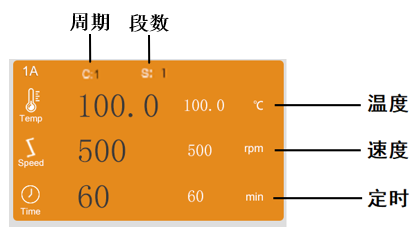 周期 段数
1A C:1 S: 1
100.0 100.0 ℃ 温度
Temp
500 500 rpm 速度
Speed
60 60 min 定时
Time